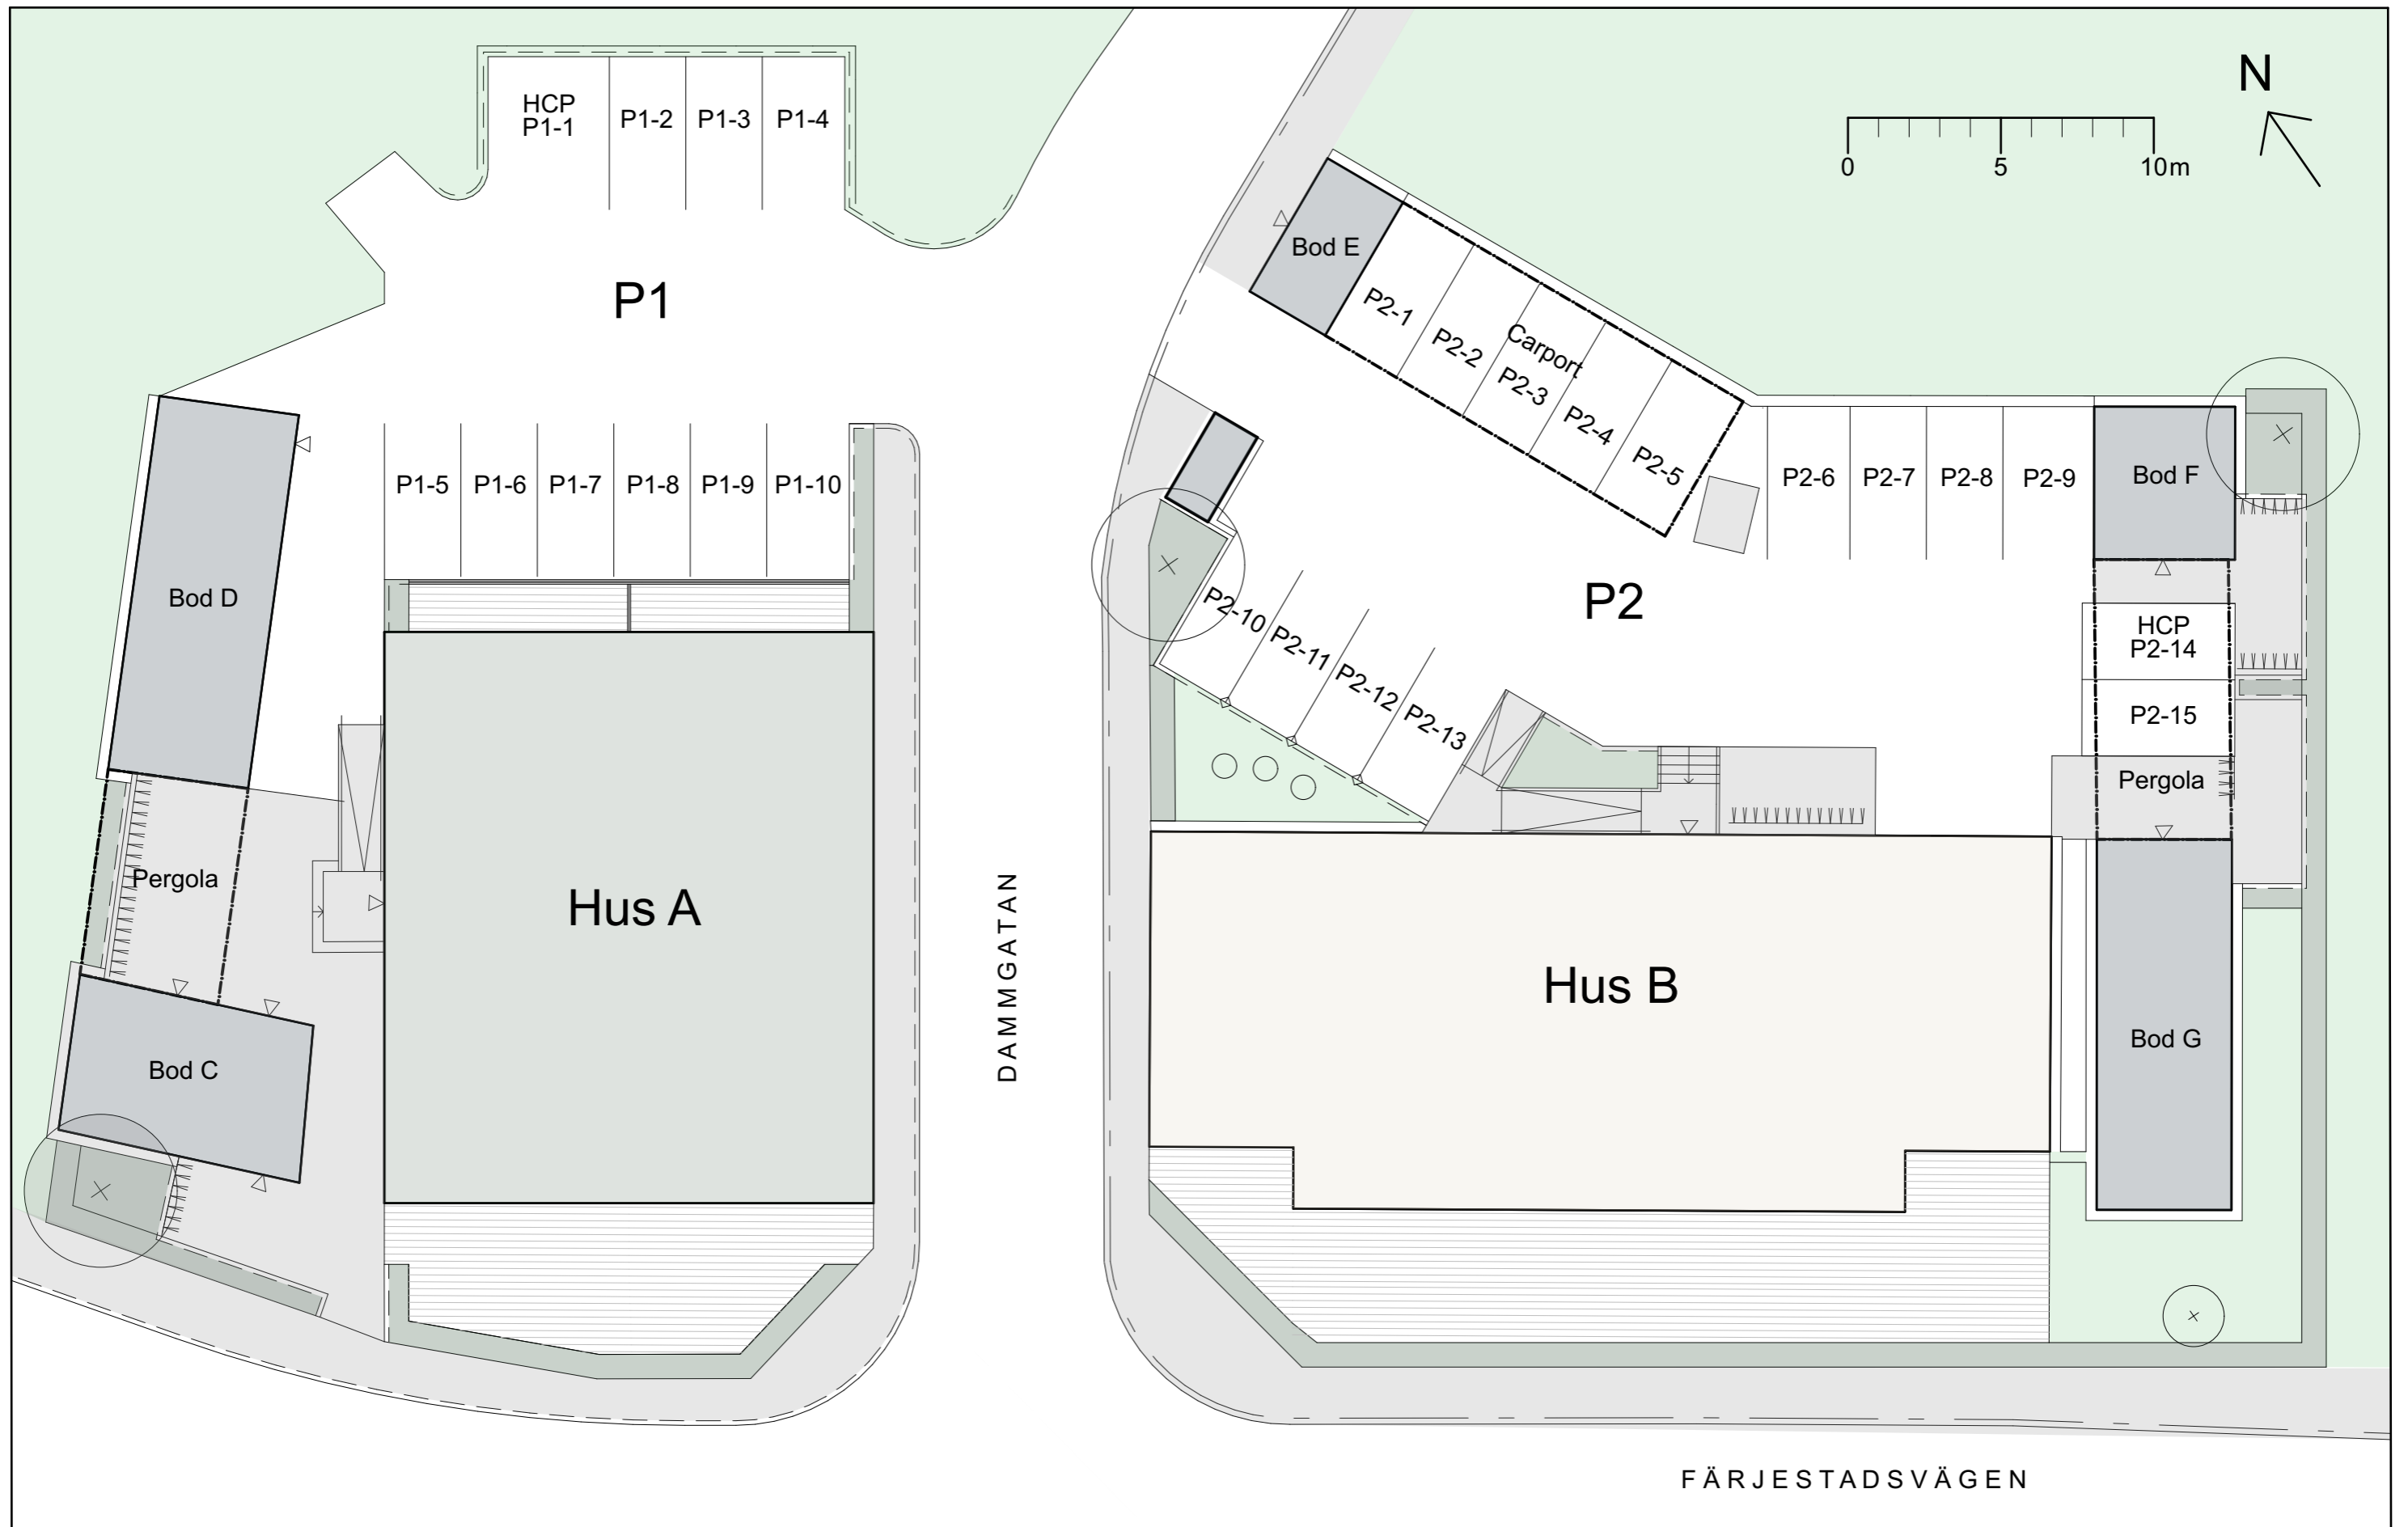 N
HCP
P1-1
P1-2
P1-3
P1-4
0
5
10m
Bod E
P1
P2-1
P2-2
Carport
P2-3
P2-4
P2-5
P1-5
P1-6
P1-7
P1-8
P1-9
P1-10
P2-6
P2-7
P2-8
P2-9
Bod F
Bod D
P2-10
P2-11
P2-12
P2-13
P2
HCP
P2-14
P2-15
Pergola
Pergola
Hus A
DAMMGATAN
Hus B
Bod C
Bod G
FÄRJESTADSVÄGEN